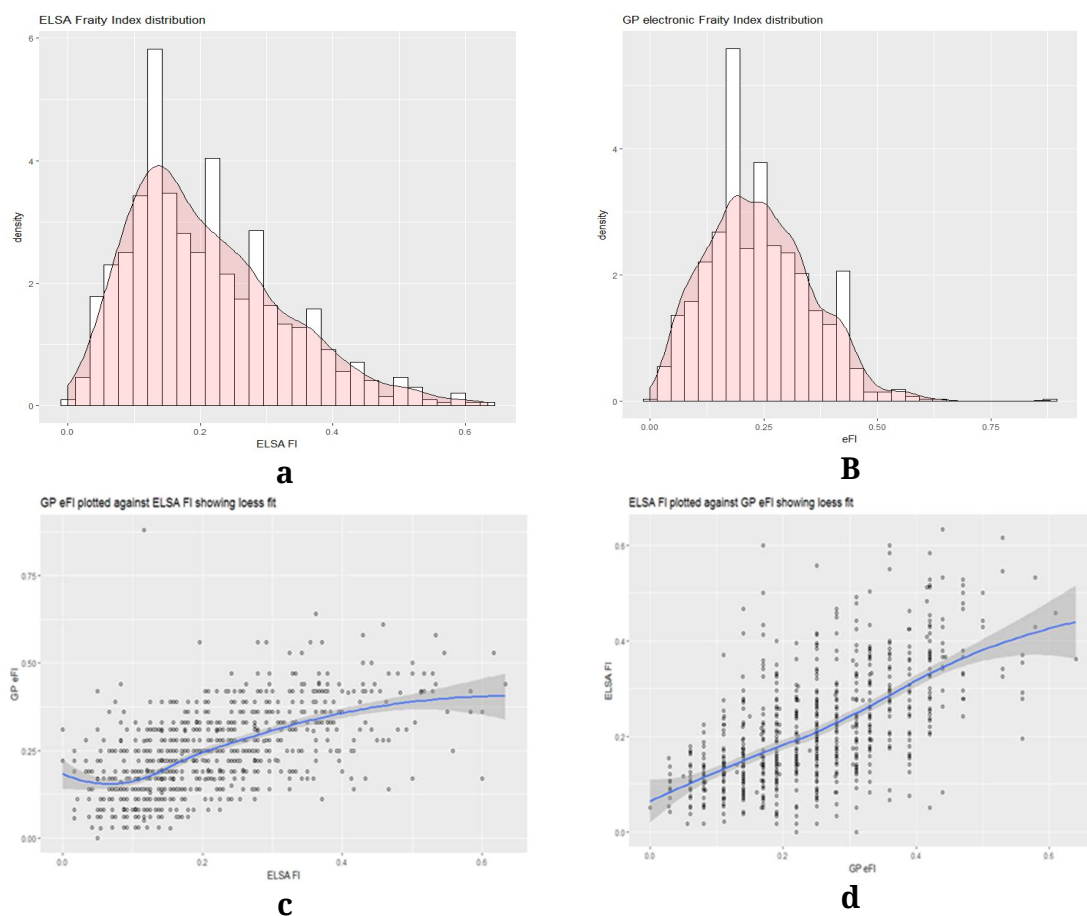 ELSA Fraity Index distribution
GP electronic Fraity Index distribution
6
4
2
0
density
0.0
0.2
0.4
0.6
ELSA FI
a
4
2
0
density
0.00
0.25
0.50
0.75
eFI
B
GP eFI plotted against ELSA FI showing loess fit
ELSA FI plotted against GP eFI showing loess fit
0.75
0.50
0.25
0.00
GP eFI
0.0
0.2
0.4
0.6
ELSA FI
c
0.6
0.4
0.2
0.0
ELSA FI
0.0
0.2
0.4
0.6
GP eFI
d